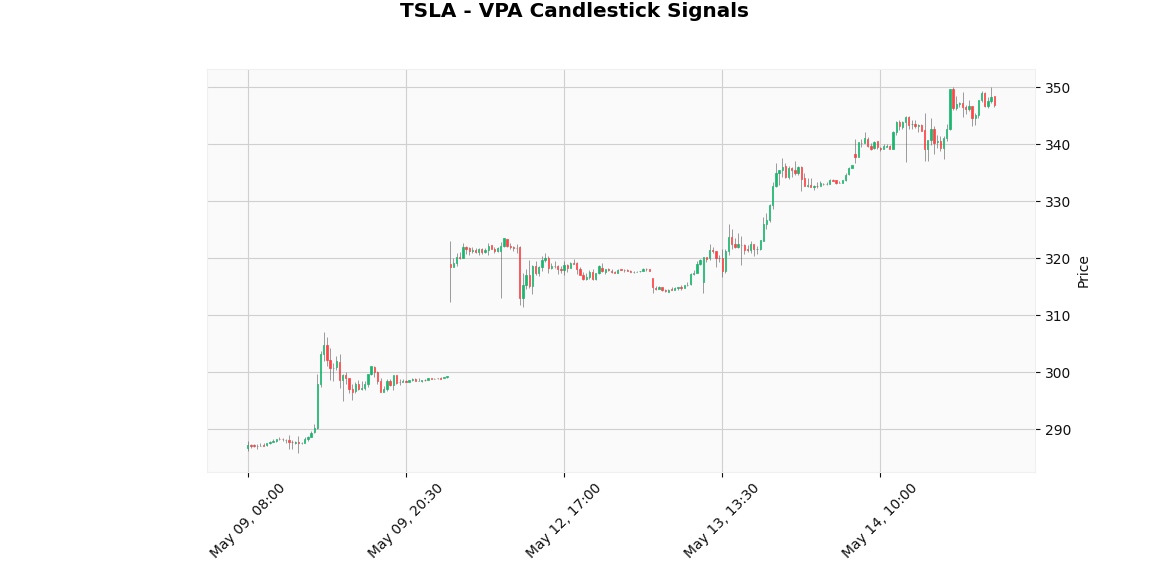 TSLA - VPA Candlestick Signals
350
340
330
320
310
300
290
Price
May 09, 08:00
May 09, 20:30
May 12, 17:00
May 13, 13:30
May 14, 10:00